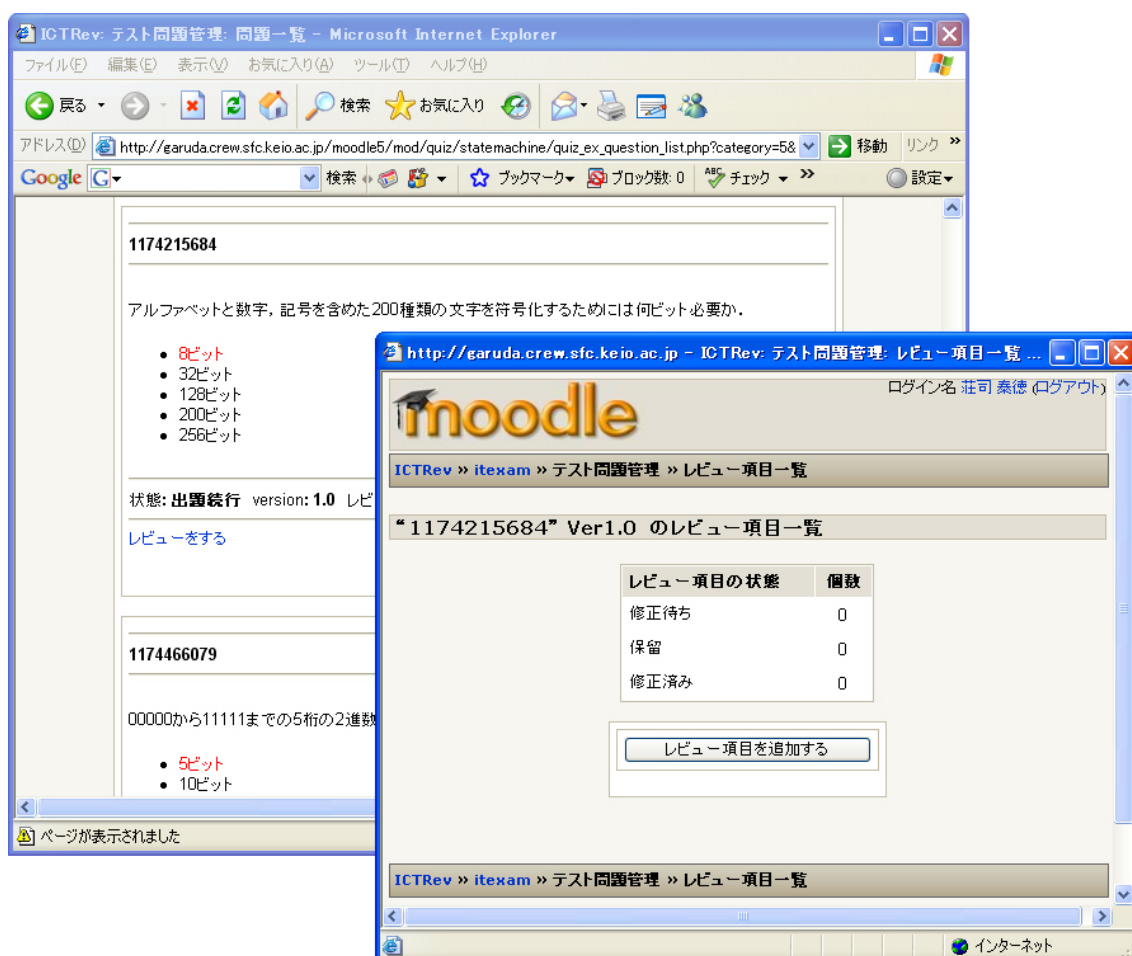 ICTRev: テスト問題管理: 問題一覧 - Microsoft Internet Explorer
ファイル(F) 編集(E) 表示(V) お気に入り(A) ツール(T) ヘルプ(H)
戻る 検索 お気に入り
アドレス(D) http://garuda.crew.sfc.keio.ac.jp/moodle5/mod/quiz/statemachine/quiz_ex_question_list.php?category=5& 移動 リンク »
Google G 検索 ブックマーク ブロック数: 0 ABC チェック » 設定
1174215684
アルファベットと数字, 記号を含めた200種類の文字を符号化するためには何ビット必要か.
• 8ビット
• 32ビット
• 128ビット
• 200ビット
• 256ビット
状態: 出題続行 version: 1.0 レビ
レビューをする
1174466079
00000から11111までの5桁の2進数
• 5ビット
• 10ビット
ページが表示されました
http://garuda.crew.sfc.keio.ac.jp - ICTRev: テスト問題管理: レビュー項目一覧 ...
moodle
ログイン名 荘司 泰徳 (ログアウト)
ICTRev » itexam » テスト問題管理 » レビュー項目一覧
“1174215684” Ver1.0 のレビュー項目一覧
レビュー項目の状態 個数
修正待ち 0
保留 0
修正済み 0
レビュー項目を追加する
ICTRev » itexam » テスト問題管理 » レビュー項目一覧
インターネット